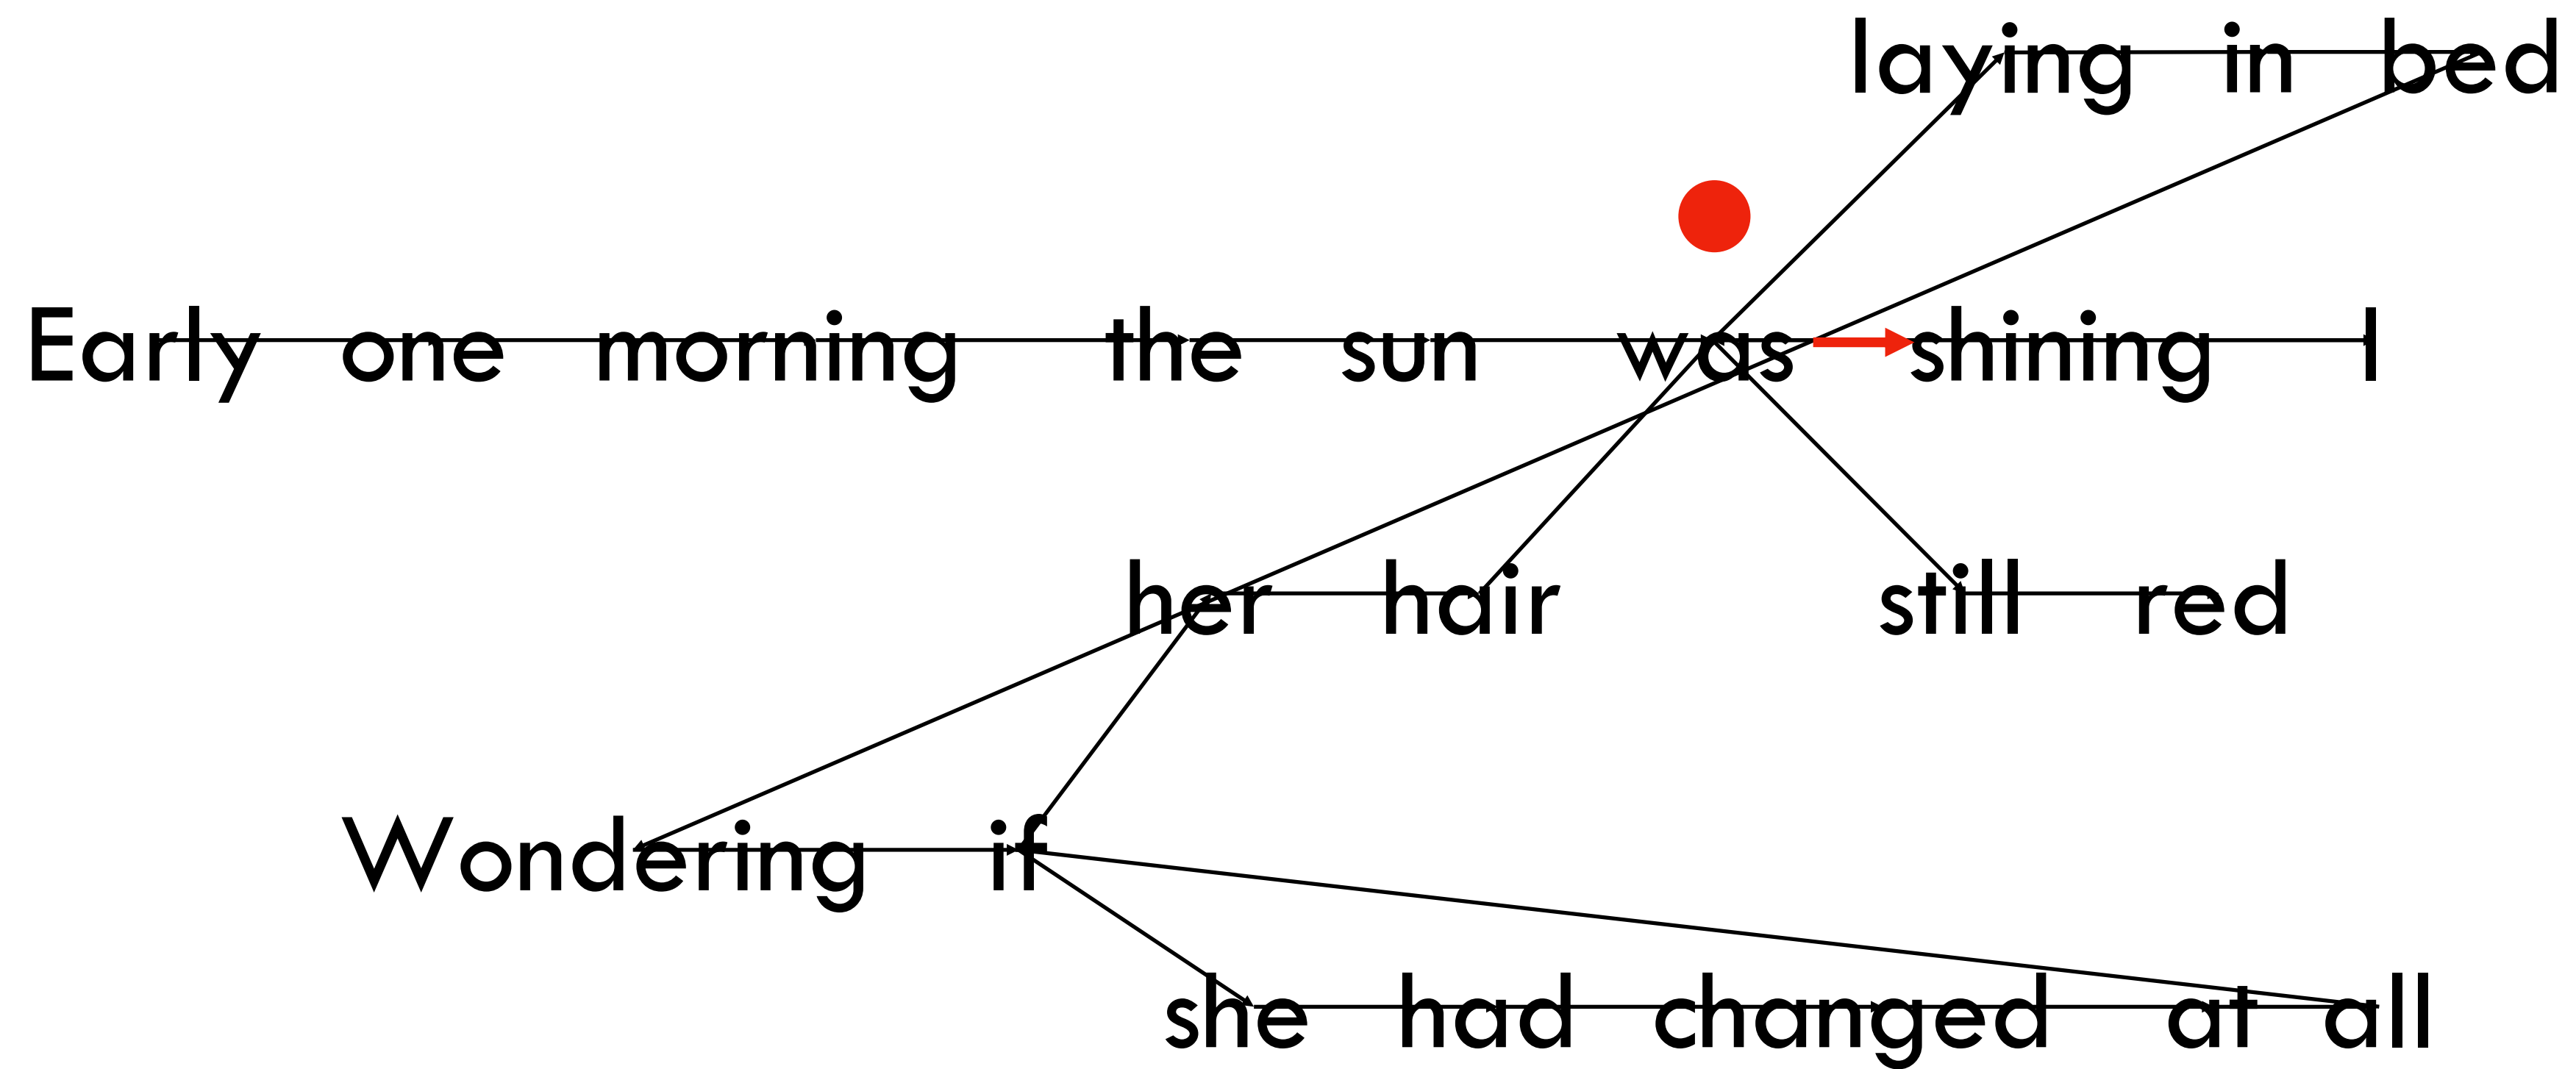 laying in bed
Early one morning the sun was shining I
her hair still red
Wondering if
she had changed at all